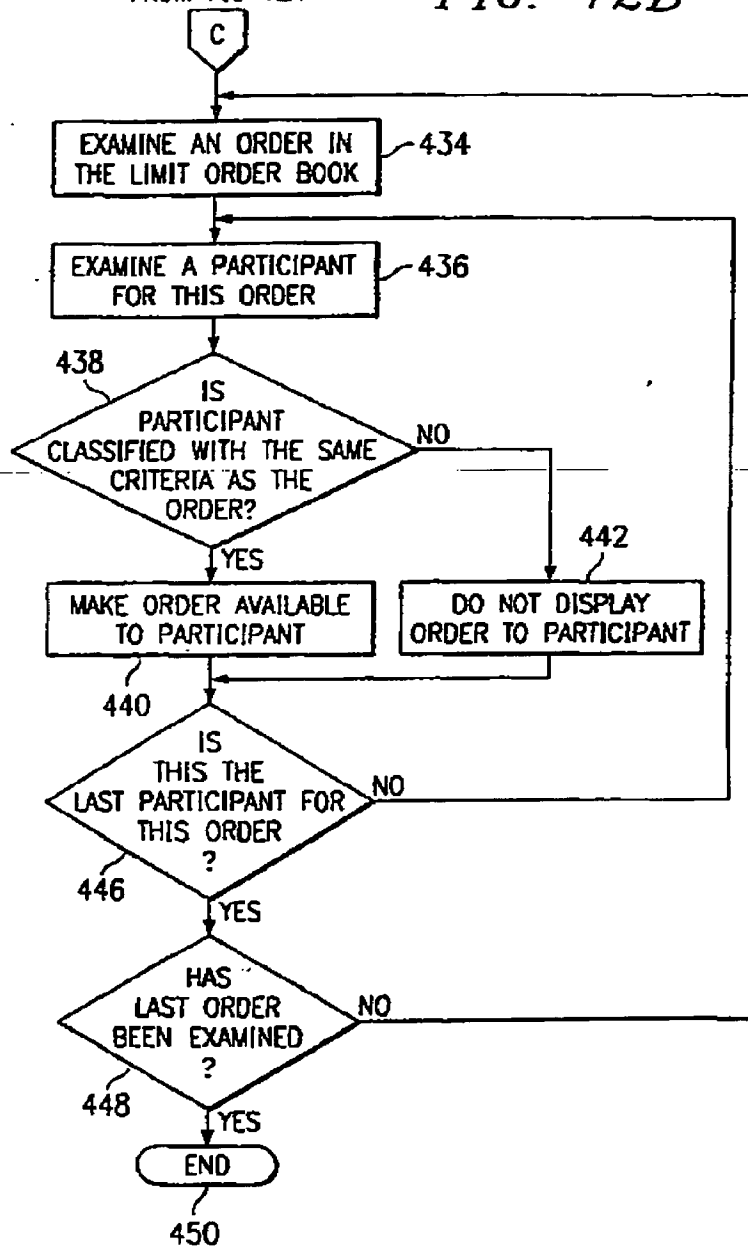 FIG. 42B
C
EXAMINE AN ORDER IN
THE LIMIT ORDER BOOK
434
EXAMINE A PARTICIPANT
FOR THIS ORDER
436
438
IS
PARTICIPANT
CLASSIFIED WITH THE SAME
CRITERIA AS THE
ORDER?
NO
YES
442
MAKE ORDER AVAILABLE
TO PARTICIPANT
DO NOT DISPLAY
ORDER TO PARTICIPANT
440
IS
THIS THE
LAST PARTICIPANT FOR
THIS ORDER
?
NO
446
YES
HAS
LAST ORDER
BEEN EXAMINED
?
NO
448
YES
END
450